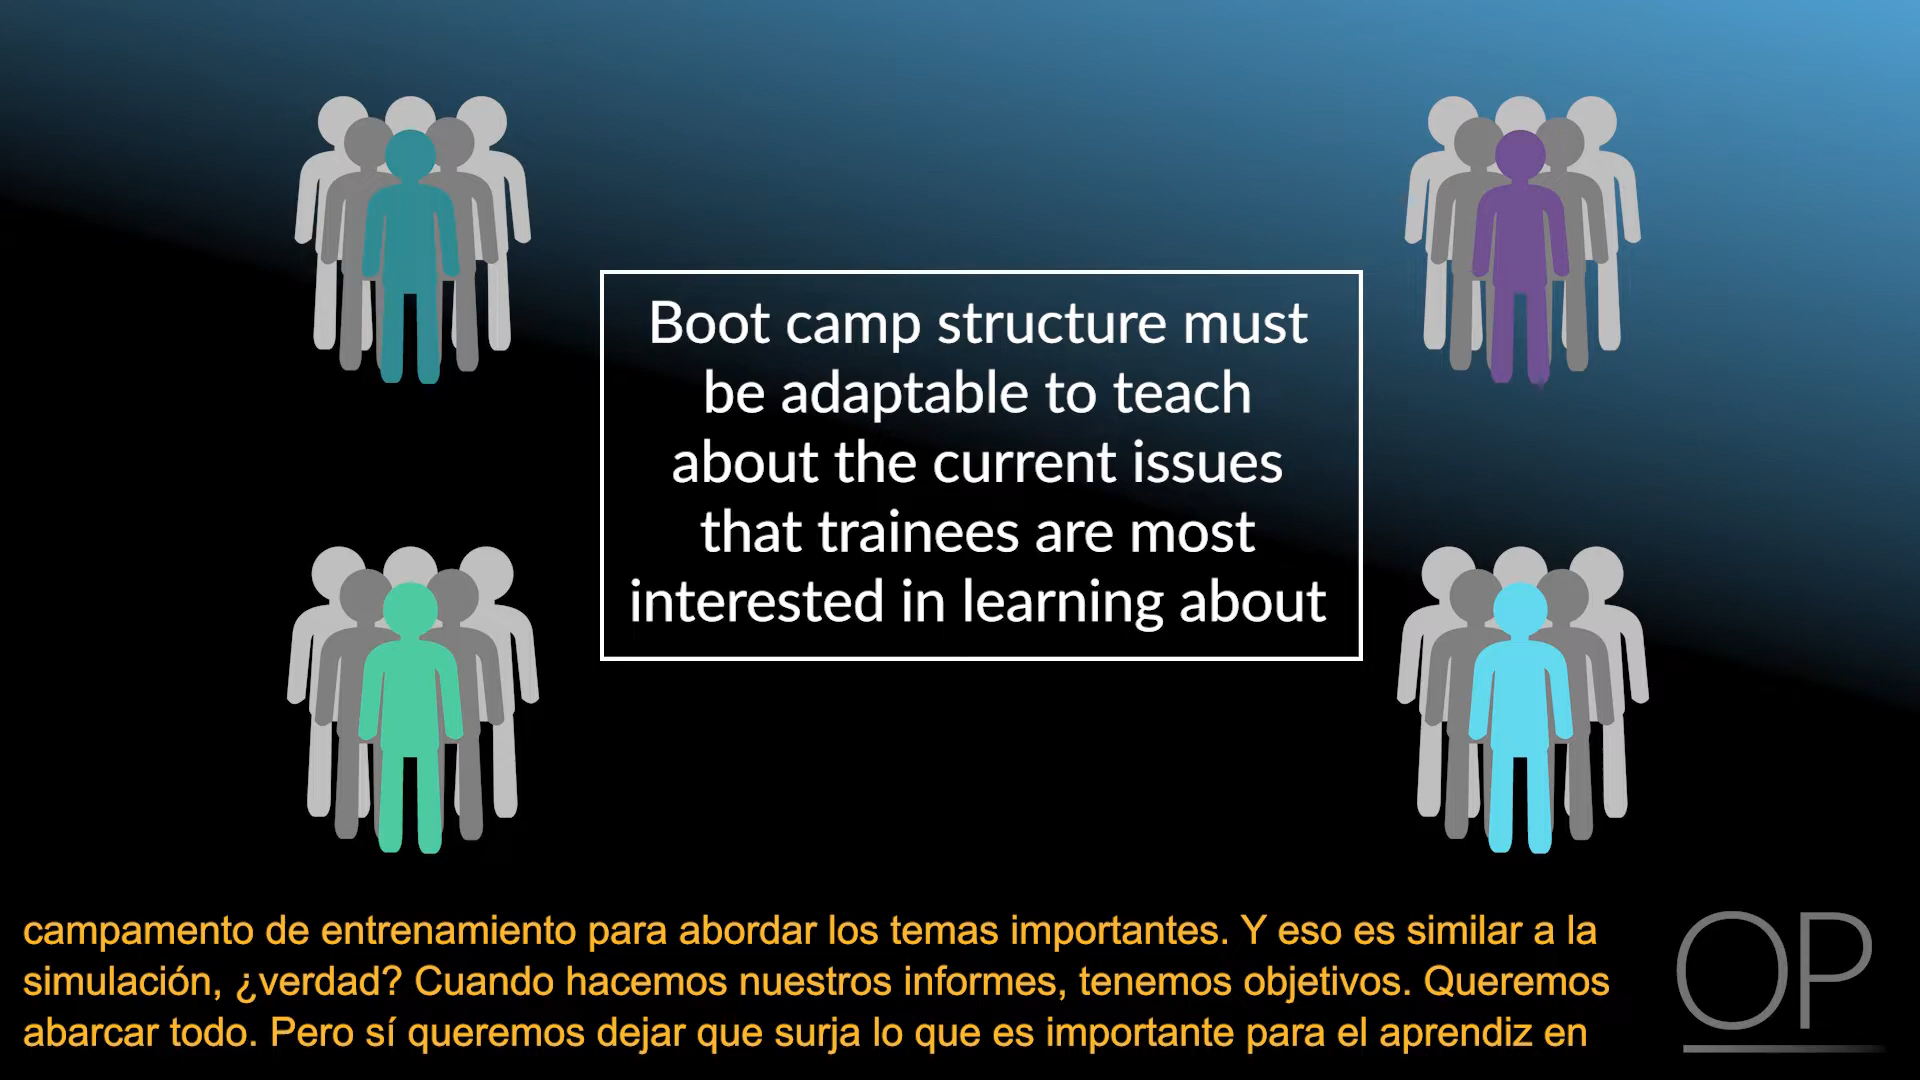 Boot camp structure must
be adaptable to teach
about the current issues
that trainees are most
interested in learning about
campamento de entrenamiento para abordar los temas importantes. Y eso es similar a la
simulación, ¿verdad? Cuando hacemos nuestros informes, tenemos objetivos. Queremos
abarcar todo. Pero sí queremos dejar que surja lo que es importante para el aprendiz en
OP